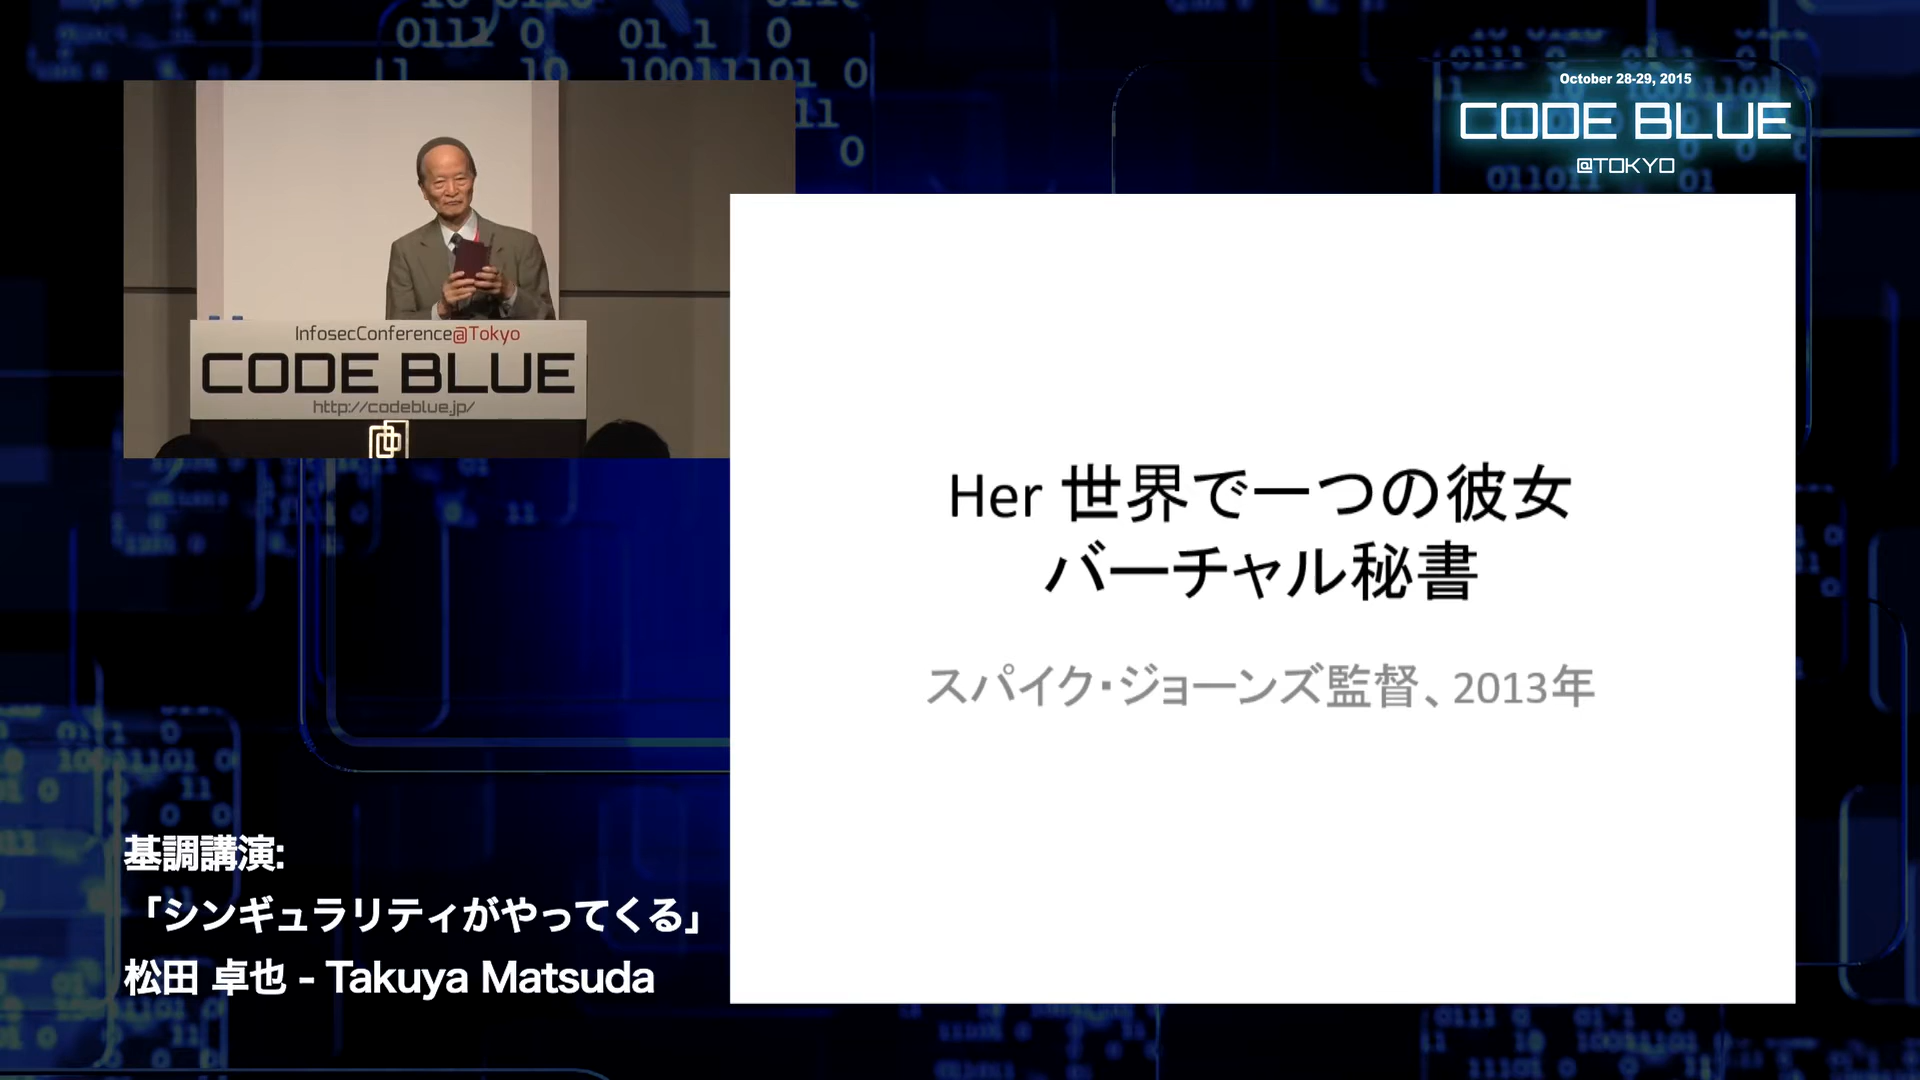 October 28-29, 2015
CODE BLUE
@TOKYO
InfosecConference@Tokyo
CODE BLUE
http://codeblue.jp/
Her 世界で一つの彼女
バーチャル秘書
スパイク・ジョーンズ監督、2013年
基調講演:
「シンギュラリティがやってくる」
松田 卓也 - Takuya Matsuda